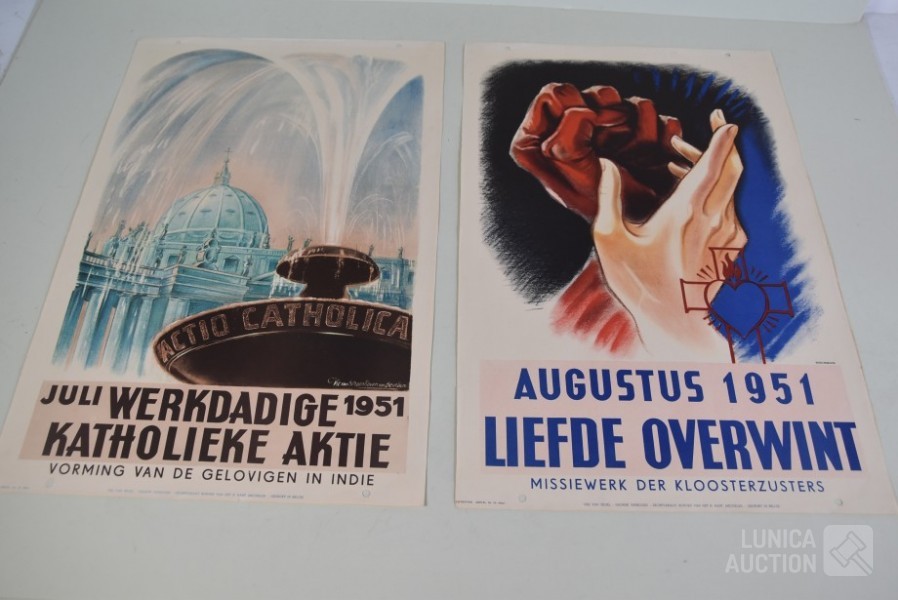 ACTIO CATHOLICA
JULI WERKDADIGE 1951
KATHOLIEKE AKTIE
VORMING VAN DE GELOVIGEN IN INDIE
AUGUSTUS 1951
LIEFDE OVERWINT
MISSIEWERK DER KLOOSTERZUSTERS
LUNICA
AUCTION